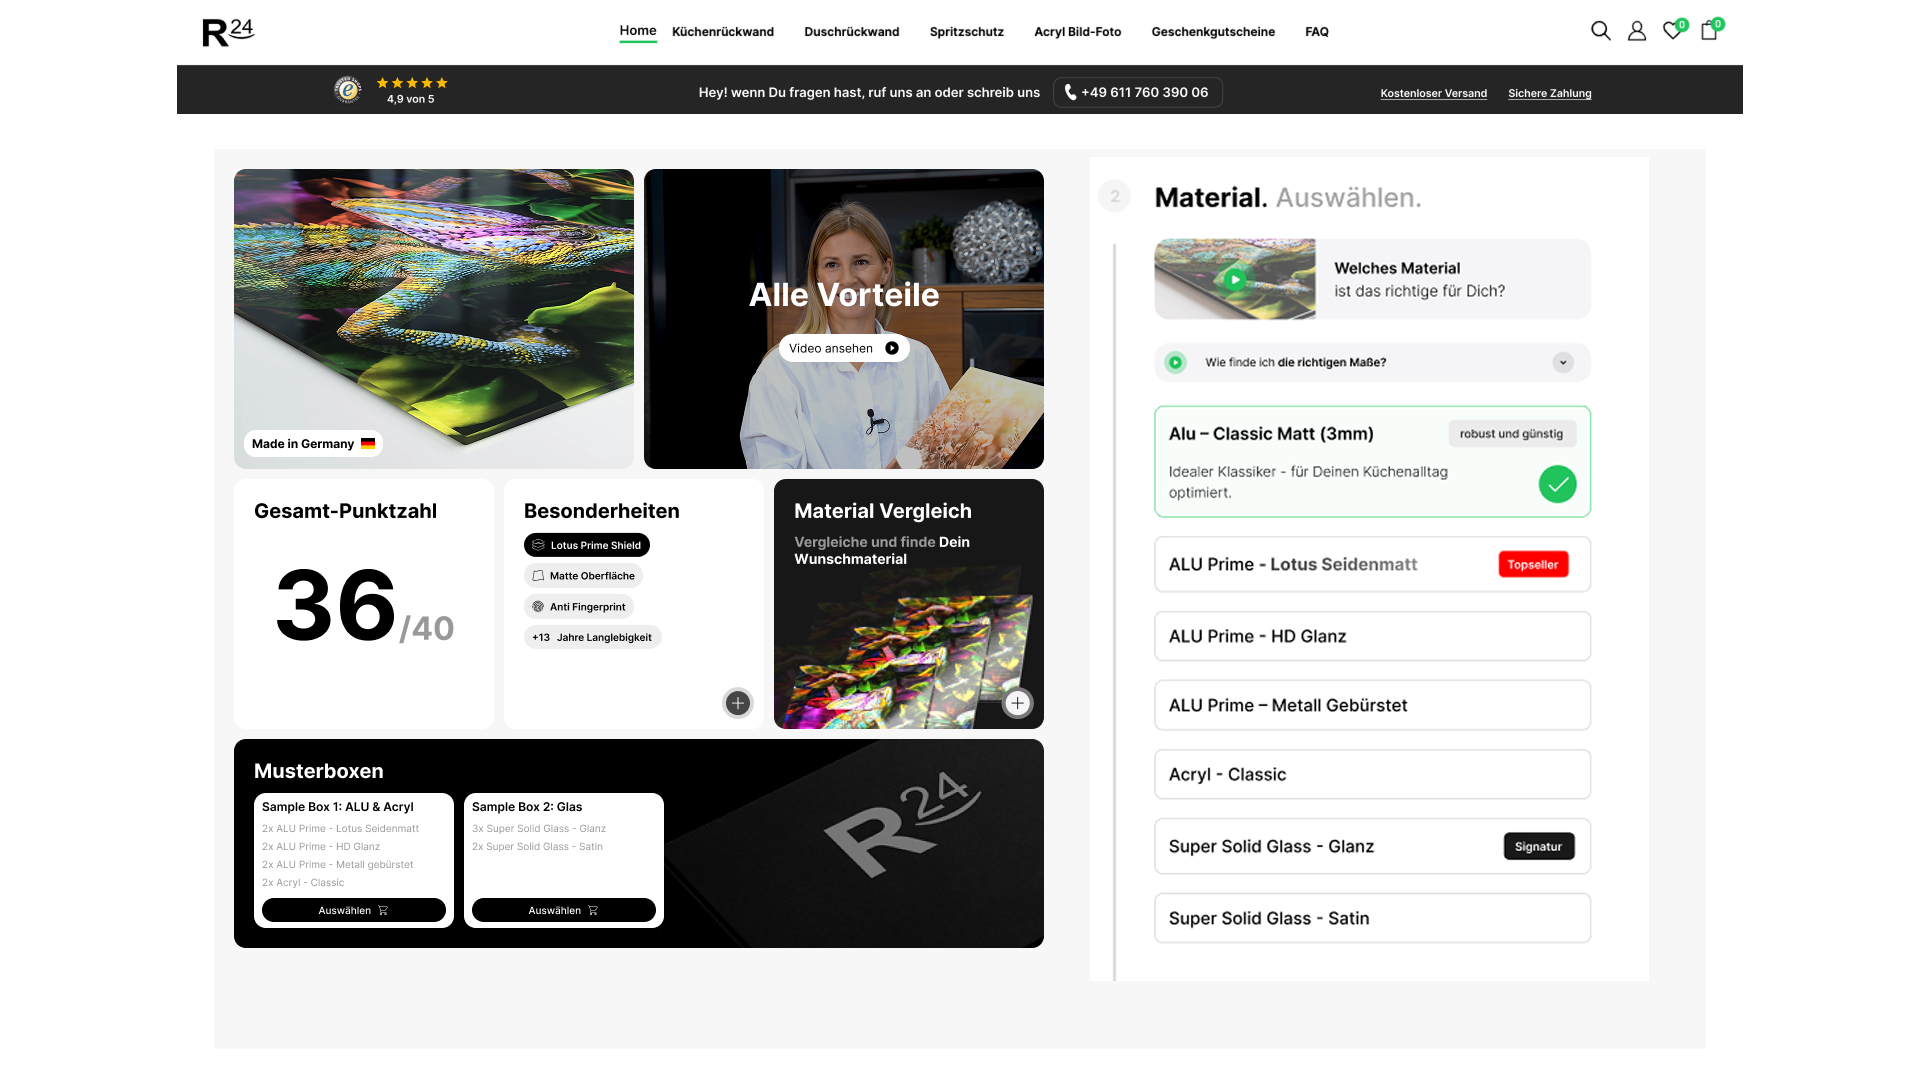 R24
Home
Küchenrückwand
Duschrückwand
Spritzschutz
Acryl Bild-Foto
Geschenkgutscheine
FAQ
0
0
e
4,9 von 5
Hey! wenn Du fragen hast, ruf uns an oder schreib uns
+49 611 760 390 06
Kostenloser Versand
Sichere Zahlung
Made in Germany
Alle Vorteile
Video ansehen
Gesamt-Punktzahl
36/40
Besonderheiten
Lotus Prime Shield
Matte Oberfläche
Anti Fingerprint
+13 Jahre Langlebigkeit
Material Vergleich
Vergleiche und finde Dein
Wunschmaterial
Musterboxen
Sample Box 1: ALU & Acryl
2x ALU Prime - Lotus Seidenmatt
2x ALU Prime - HD Glanz
2x ALU Prime - Metall gebürstet
2x Acryl - Classic
Auswählen
Sample Box 2: Glas
3x Super Solid Glass - Glanz
2x Super Solid Glass - Satin
Auswählen
R24
2
Material. Auswählen.
Welches Material
ist das richtige für Dich?
Wie finde ich die richtigen Maße?
Alu – Classic Matt (3mm)
robust und günstig
Idealer Klassiker - für Deinen Küchenalltag
optimiert.
ALU Prime - Lotus Seidenmatt
Topseller
ALU Prime - HD Glanz
ALU Prime – Metall Gebürstet
Acryl - Classic
Super Solid Glass - Glanz
Signatur
Super Solid Glass - Satin